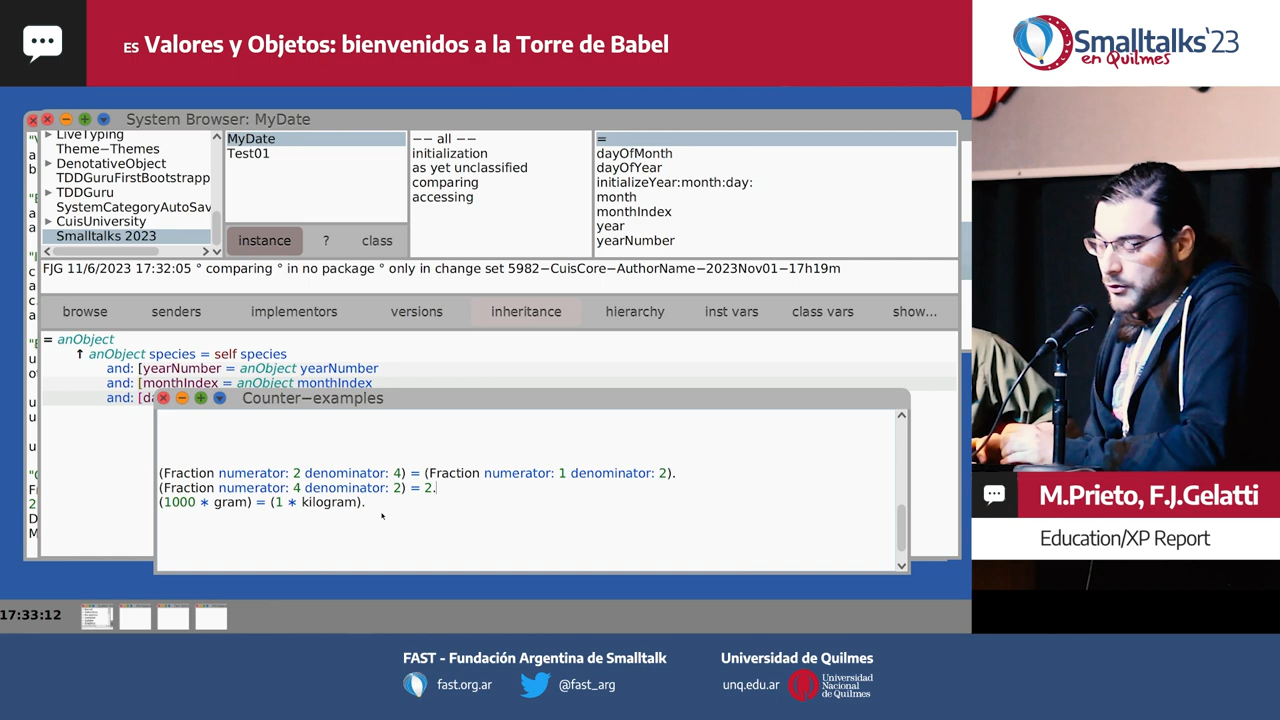 ES Valores y Objetos: bienvenidos a la Torre de Babel
Smalltalks'23
en Quilmes
System Browser: MyDate
LiveTyping
Theme-Themes
DenotativeObject
TDDGuruFirstBootstrapp
TDDGuru
SystemCategoryAutoSav
CuisUniversity
Smalltalks 2023
MyDate
Test01
instance
?
class
-- all --
initialization
as yet unclassified
comparing
accessing
=
dayOfMonth
dayOfYear
initializeYear:month:day:
month
monthIndex
year
yearNumber
FJG 11/6/2023 17:32:05 ° comparing ° in no package ° only in change set 5982-CuisCore-AuthorName-2023Nov01-17h19m
browse senders implementors versions inheritance hierarchy inst vars class vars show...
= anObject
↑ anObject species = self species
and: [yearNumber = anObject yearNumber
and: [monthIndex = anObject monthIndex
and: [da
Counter-examples
(Fraction numerator: 2 denominator: 4) = (Fraction numerator: 1 denominator: 2).
(Fraction numerator: 4 denominator: 2) = 2.
(1000 * gram) = (1 * kilogram).
17:33:12
M.Prieto, F.J.Gelatti
Education/XP Report
FAST - Fundación Argentina de Smalltalk
fast.org.ar
@fast_arg
Universidad de Quilmes
unq.edu.ar
Universidad
Nacional
de Quilmes